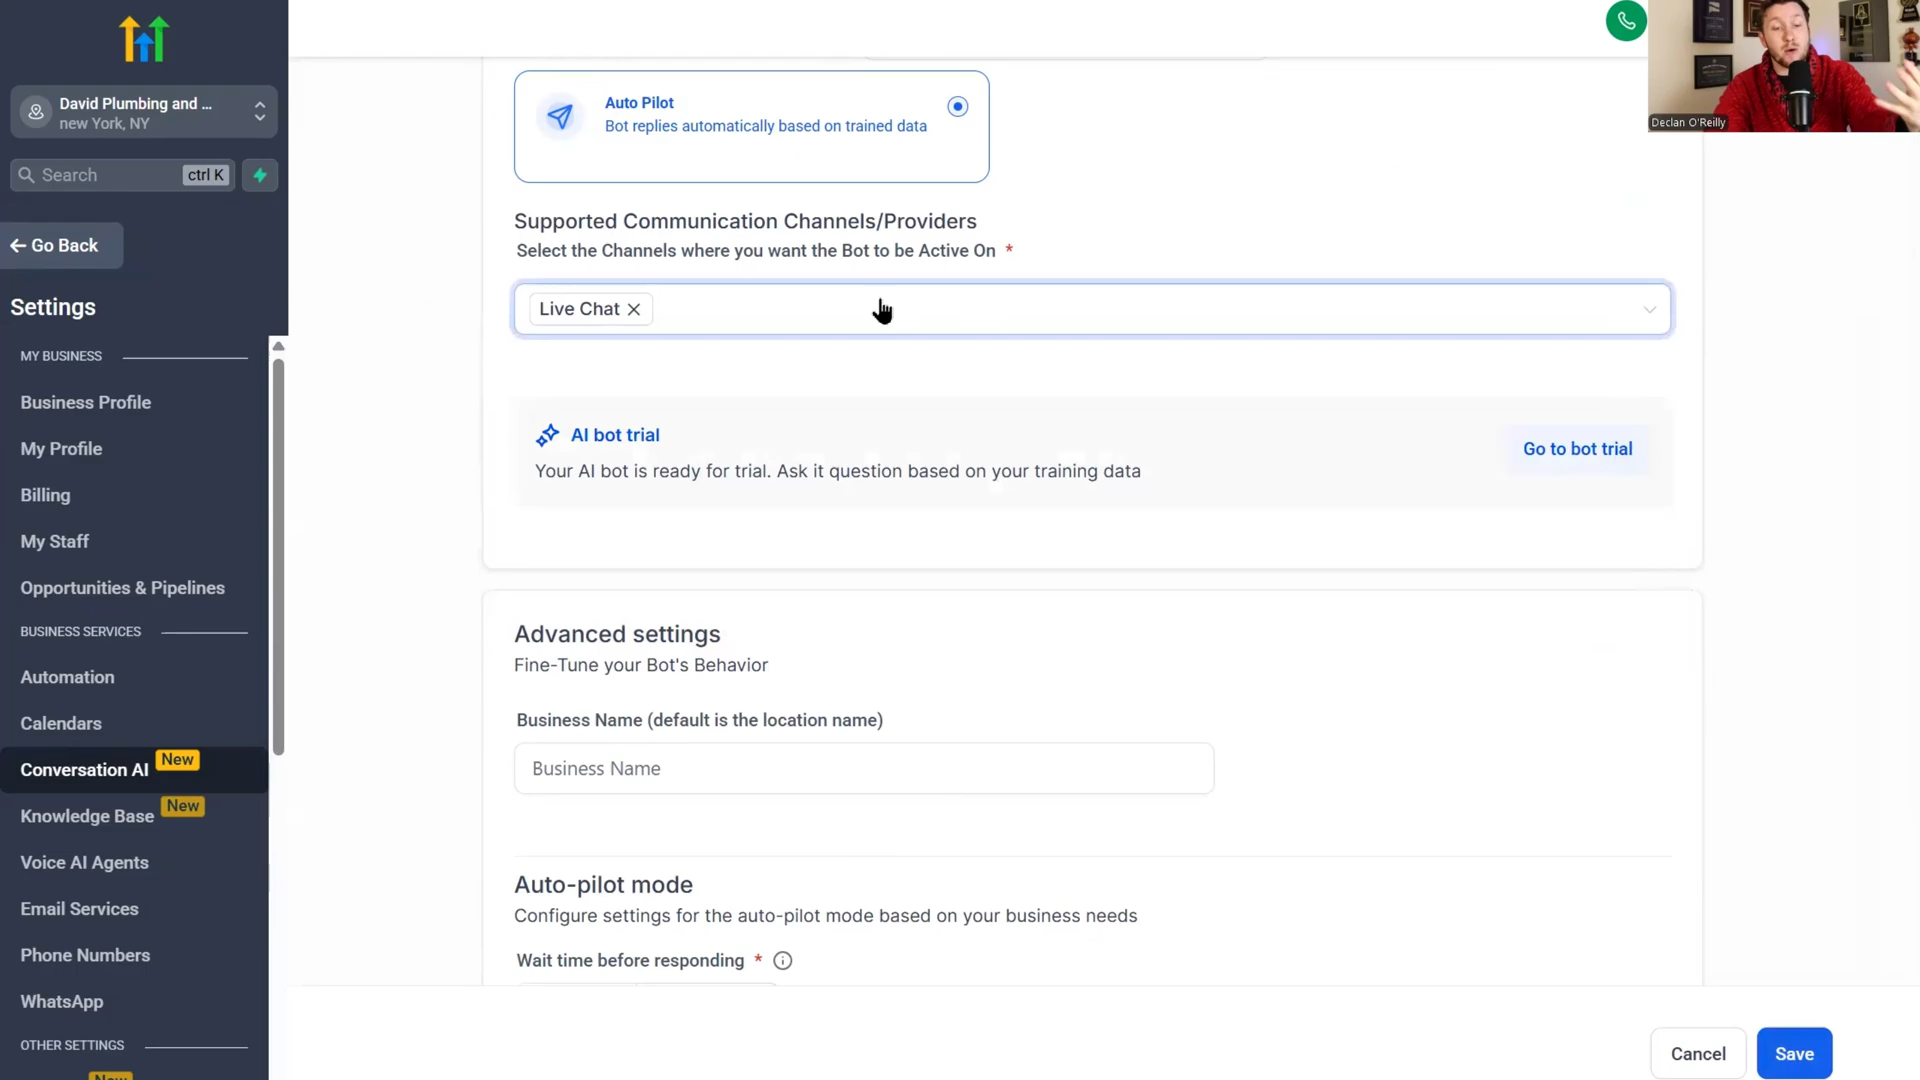 David Plumbing and ...
new York, NY
Search
ctrl K
Go Back
Settings
MY BUSINESS
Business Profile
My Profile
Billing
My Staff
Opportunities & Pipelines
BUSINESS SERVICES
Automation
Calendars
Conversation AI
New
Knowledge Base
New
Voice AI Agents
Email Services
Phone Numbers
WhatsApp
OTHER SETTINGS
New
Auto Pilot
Bot replies automatically based on trained data
Supported Communication Channels/Providers
Select the Channels where you want the Bot to be Active On *
Live Chat
AI bot trial
Your AI bot is ready for trial. Ask it question based on your training data
Go to bot trial
Advanced settings
Fine-Tune your Bot's Behavior
Business Name (default is the location name)
Business Name
Auto-pilot mode
Configure settings for the auto-pilot mode based on your business needs
Wait time before responding *
Cancel
Save
Declan O'Reilly